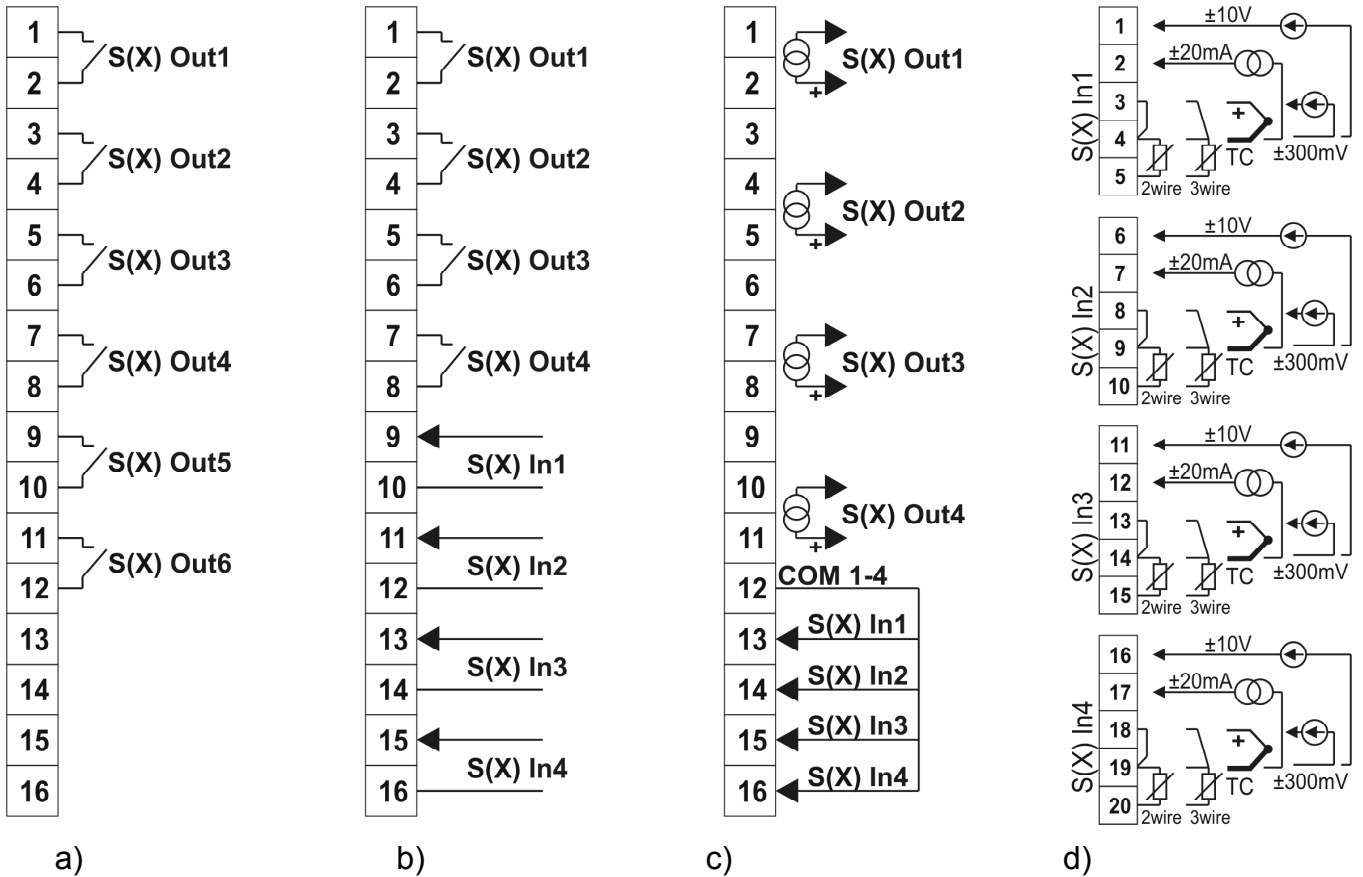 1
2
3
4
5
6
7
8
9
10
11
12
13
14
15
16
S(X) Out1
S(X) Out2
S(X) Out3
S(X) Out4
S(X) Out5
S(X) Out6
a)
1
2
3
4
5
6
7
8
9
10
11
12
13
14
15
16
S(X) Out1
S(X) Out2
S(X) Out3
S(X) Out4
S(X) In1
S(X) In2
S(X) In3
S(X) In4
b)
1
2
3
4
5
6
7
8
9
10
11
12
13
14
15
16
+ S(X) Out1
+ S(X) Out2
+ S(X) Out3
+ S(X) Out4
COM 1-4
S(X) In1
S(X) In2
S(X) In3
S(X) In4
c)
S(X) In1
1
2
3
4
5
±10V
±20mA
+
TC
±300mV
2wire 3wire
S(X) In2
6
7
8
9
10
±10V
±20mA
+
TC
±300mV
2wire 3wire
S(X) In3
11
12
13
14
15
±10V
±20mA
+
TC
±300mV
2wire 3wire
S(X) In4
16
17
18
19
20
±10V
±20mA
+
TC
±300mV
2wire 3wire
d)